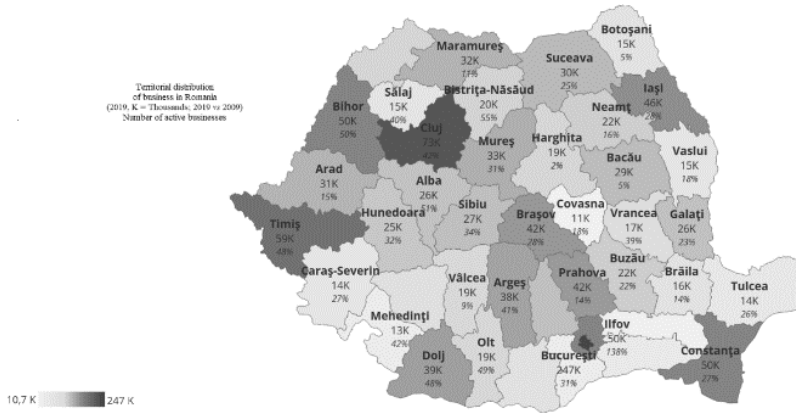 Territorial distribution
of business in Romania
(2019, K = Thousands; 2019 vs 2009)
Number of active businesses
Botoşani
15K
5%
Maramureş
32K
11%
Suceava
30K
25%
Iaşi
46K
28%
Sălaj
15K
40%
Bistriţa-Năsăud
20K
55%
Bihor
50K
50%
Cluj
73K
42%
Neamţ
22K
16%
Mureş
33K
31%
Harghita
19K
2%
Vaslui
15K
18%
Bacău
29K
5%
Arad
31K
15%
Alba
26K
51%
Sibiu
27K
34%
Hunedoara
25K
32%
Timiş
59K
48%
Braşov
42K
28%
Covasna
11K
18%
Vrancea
17K
39%
Galaţi
26K
23%
Caraş-Severin
14K
27%
Vâlcea
19K
9%
Argeş
38K
41%
Prahova
42K
14%
Buzău
22K
22%
Brăila
16K
14%
Tulcea
14K
26%
Mehedinţi
13K
42%
Dolj
39K
48%
Olt
19K
49%
Ilfov
50K
138%
Bucureşti
247K
31%
Constanţa
50K
27%
10,7 K
247 K